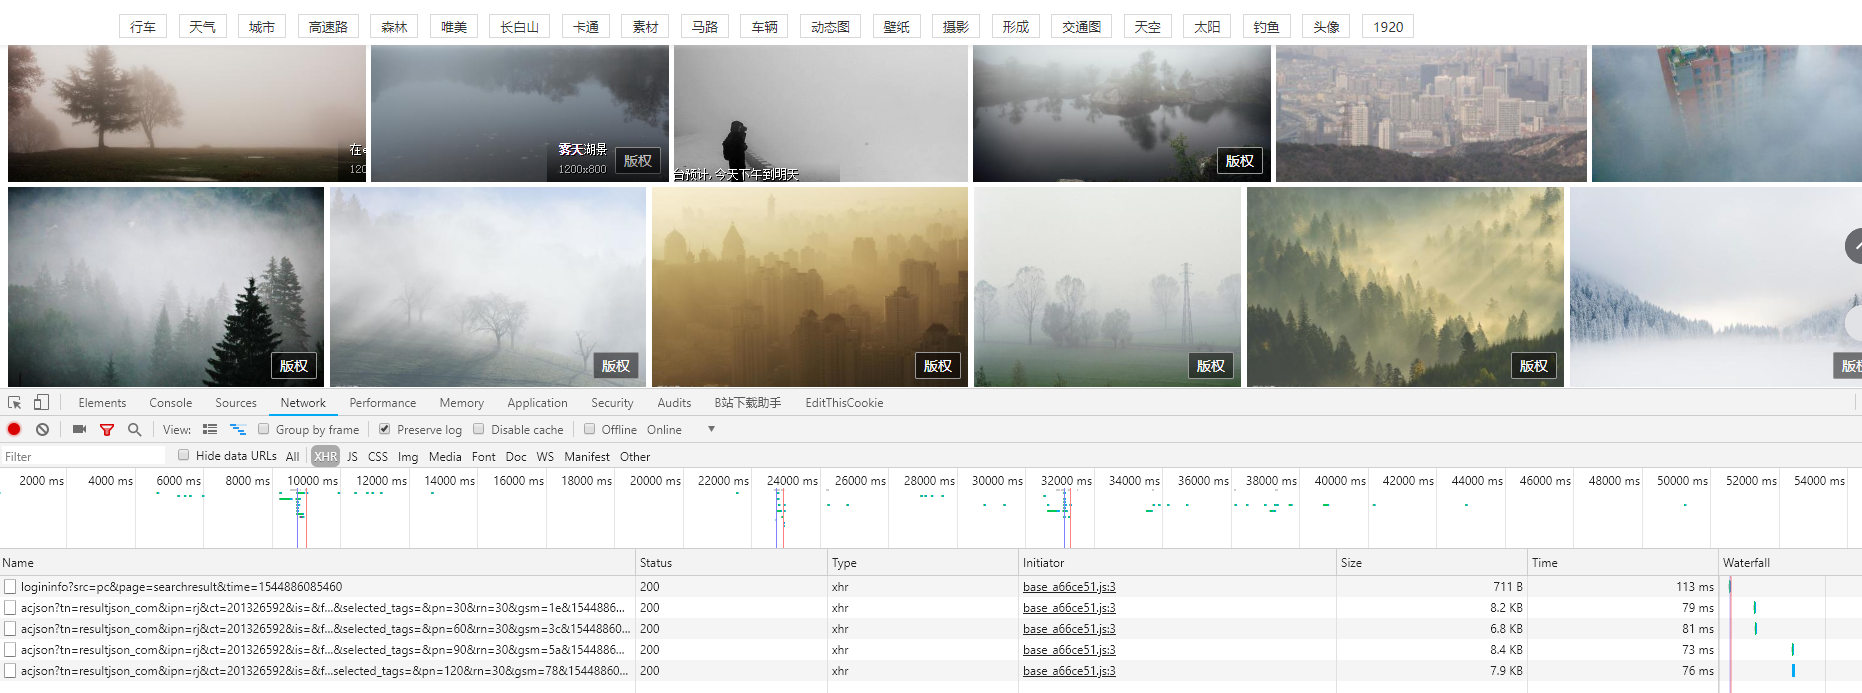 行车 天气 城市 高速路 森林 唯美 长白山 卡通 素材 马路 车辆 动态图 壁纸 摄影 形成 交通图 天空 太阳 钓鱼 头像 1920
在
雾天湖景
120
1200x800 版权
版权
台预计,今天下午到明天
版权 版权 版权 版权 版权 版权
Elements Console Sources Network Performance Memory Application Security Audits B站下载助手 EditThisCookie
View: Group by frame Preserve log Disable cache Offline Online
Filter Hide data URLs All XHR JS CSS Img Media Font Doc WS Manifest Other
2000 ms 4000 ms 6000 ms 8000 ms 10000 ms 12000 ms 14000 ms 16000 ms 18000 ms 20000 ms 22000 ms 24000 ms 26000 ms 28000 ms 30000 ms 32000 ms 34000 ms 36000 ms 38000 ms 40000 ms 42000 ms 44000 ms 46000 ms 48000 ms 50000 ms 52000 ms 54000 ms
Name Status Type Initiator Size Time Waterfall
logininfo?src=pc&page=searchresult&time=1544886085460 200 xhr base_a66ce51.js:3 711 B 113 ms
acjson?tn=resultjson_com&ipn=rj&ct=201326592&is=&f...&selected_tags=&pn=30&rn=30&gsm=1e&1544886... 200 xhr base_a66ce51.js:3 8.2 KB 79 ms
acjson?tn=resultjson_com&ipn=rj&ct=201326592&is=&f...&selected_tags=&pn=60&rn=30&gsm=3c&15448860... 200 xhr base_a66ce51.js:3 6.8 KB 81 ms
acjson?tn=resultjson_com&ipn=rj&ct=201326592&is=&f...&selected_tags=&pn=90&rn=30&gsm=5a&1544886... 200 xhr base_a66ce51.js:3 8.4 KB 73 ms
acjson?tn=resultjson_com&ipn=rj&ct=201326592&is=&f...selected_tags=&pn=120&rn=30&gsm=78&15448860... 200 xhr base_a66ce51.js:3 7.9 KB 76 ms